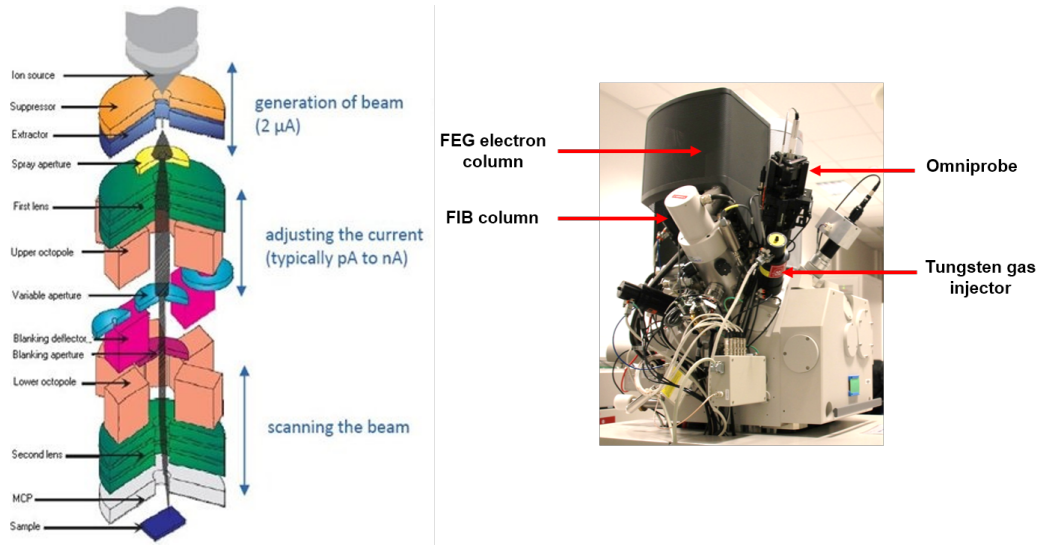 Ion source
Suppressor
Extractor
Spray aperture
First lens
Upper octopole
Variable aperture
Blanking deflector
Blanking aperture
Lower octopole
Second lens
MCP
Sample
generation of beam
(2 µA)
adjusting the current
(typically pA to nA)
scanning the beam
FEG electron
column
FIB column
Omniprobe
Tungsten gas
injector